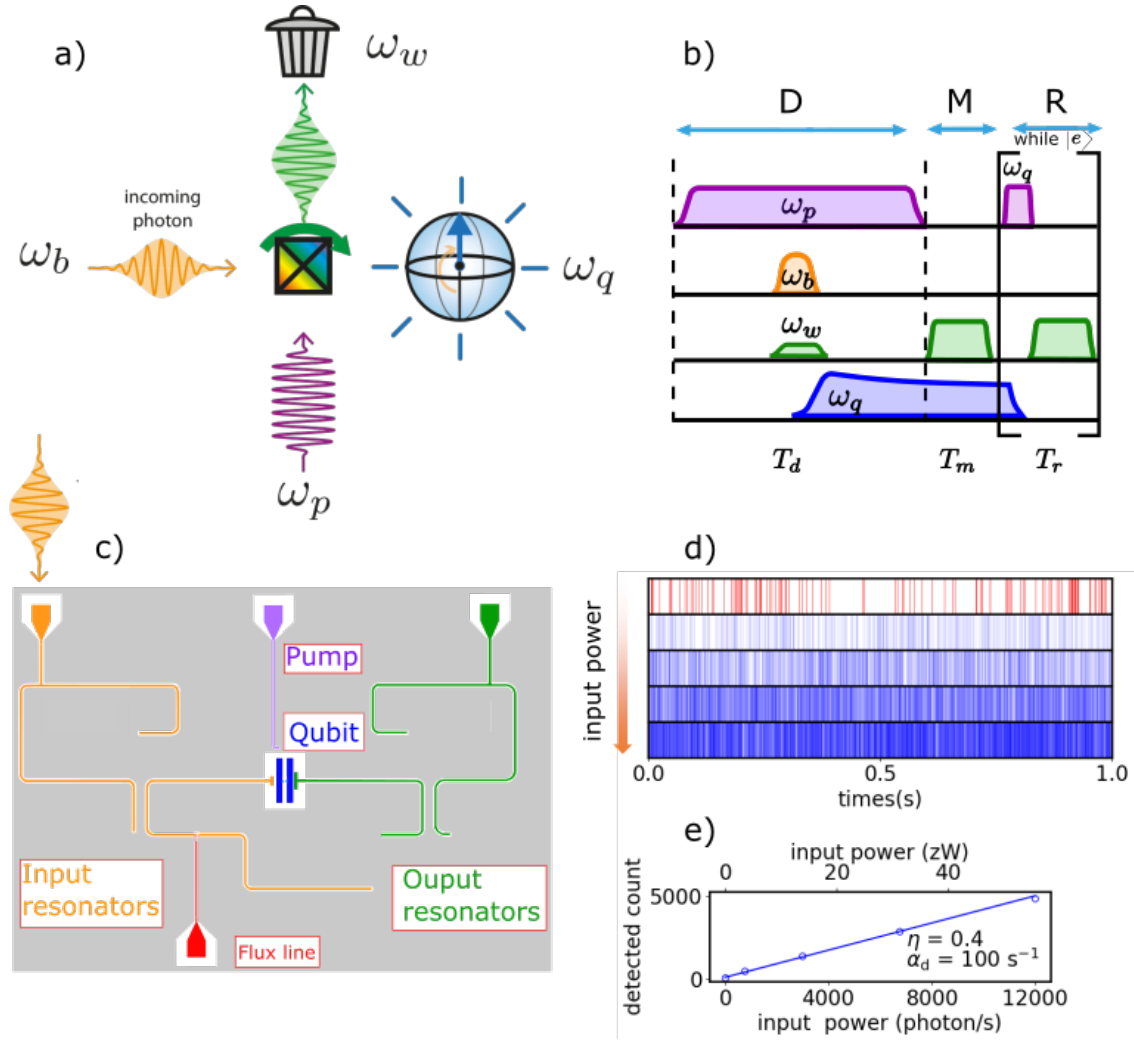 a)
ω_w
incoming
photon
ω_b
ω_q
ω_p
b)
D M R
while |e⟩
ω_q
ω_p
ω_b
ω_w
ω_q
T_d T_m T_r
c)
Pump
Qubit
Input
resonators
Ouput
resonators
Flux line
d)
input power
0.0 0.5 1.0
times(s)
e)
input power (zW)
0 20 40
detected count
5000
0
η = 0.4
α_d = 100 s⁻¹
0 4000 8000 12000
input power (photon/s)